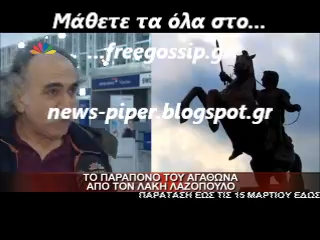 Μάθετε τα όλα στο...
...freegossip.gr
news-piper.blogspot.gr
ΤΟ ΠΑΡΑΠΟΝΟ ΤΟΥ ΑΓΑΘΩΝΑ
ΑΠΟ ΤΟΝ ΛΑΚΗ ΛΑΖΟΠΟΥΛΟ
ΠΑΡΑΤΑΣΗ ΕΩΣ ΤΙΣ 15 ΜΑΡΤΙΟΥ ΕΔΩΣ